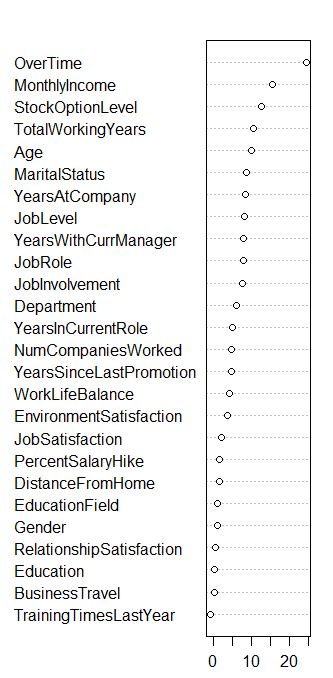 OverTime
MonthlyIncome
StockOptionLevel
TotalWorkingYears
Age
MaritalStatus
YearsAtCompany
JobLevel
YearsWithCurrManager
JobRole
JobInvolvement
Department
YearsInCurrentRole
NumCompaniesWorked
YearsSinceLastPromotion
WorkLifeBalance
EnvironmentSatisfaction
JobSatisfaction
PercentSalaryHike
DistanceFromHome
EducationField
Gender
RelationshipSatisfaction
Education
BusinessTravel
TrainingTimesLastYear
0 10 20